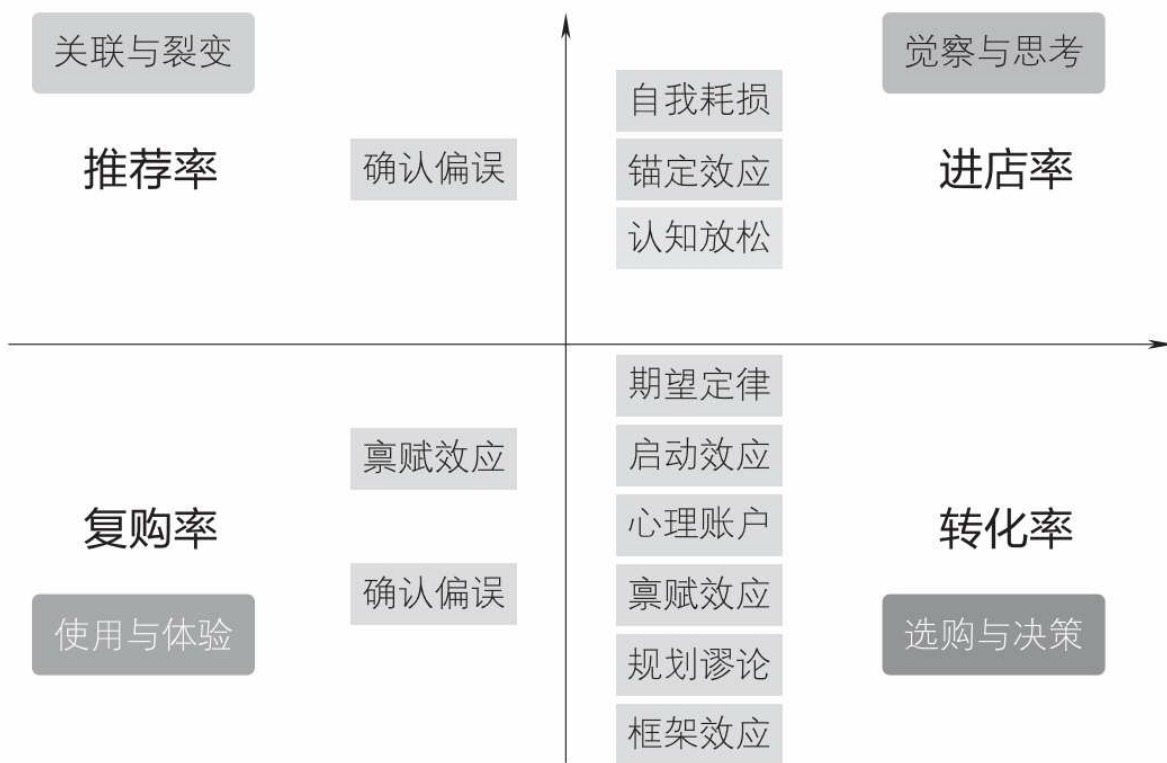 关联与裂变
觉察与思考
自我耗损
推荐率
确认偏误
锚定效应
进店率
认知放松
期望定律
禀赋效应
启动效应
复购率
心理账户
转化率
确认偏误
禀赋效应
使用与体验
选购与决策
规划谬论
框架效应